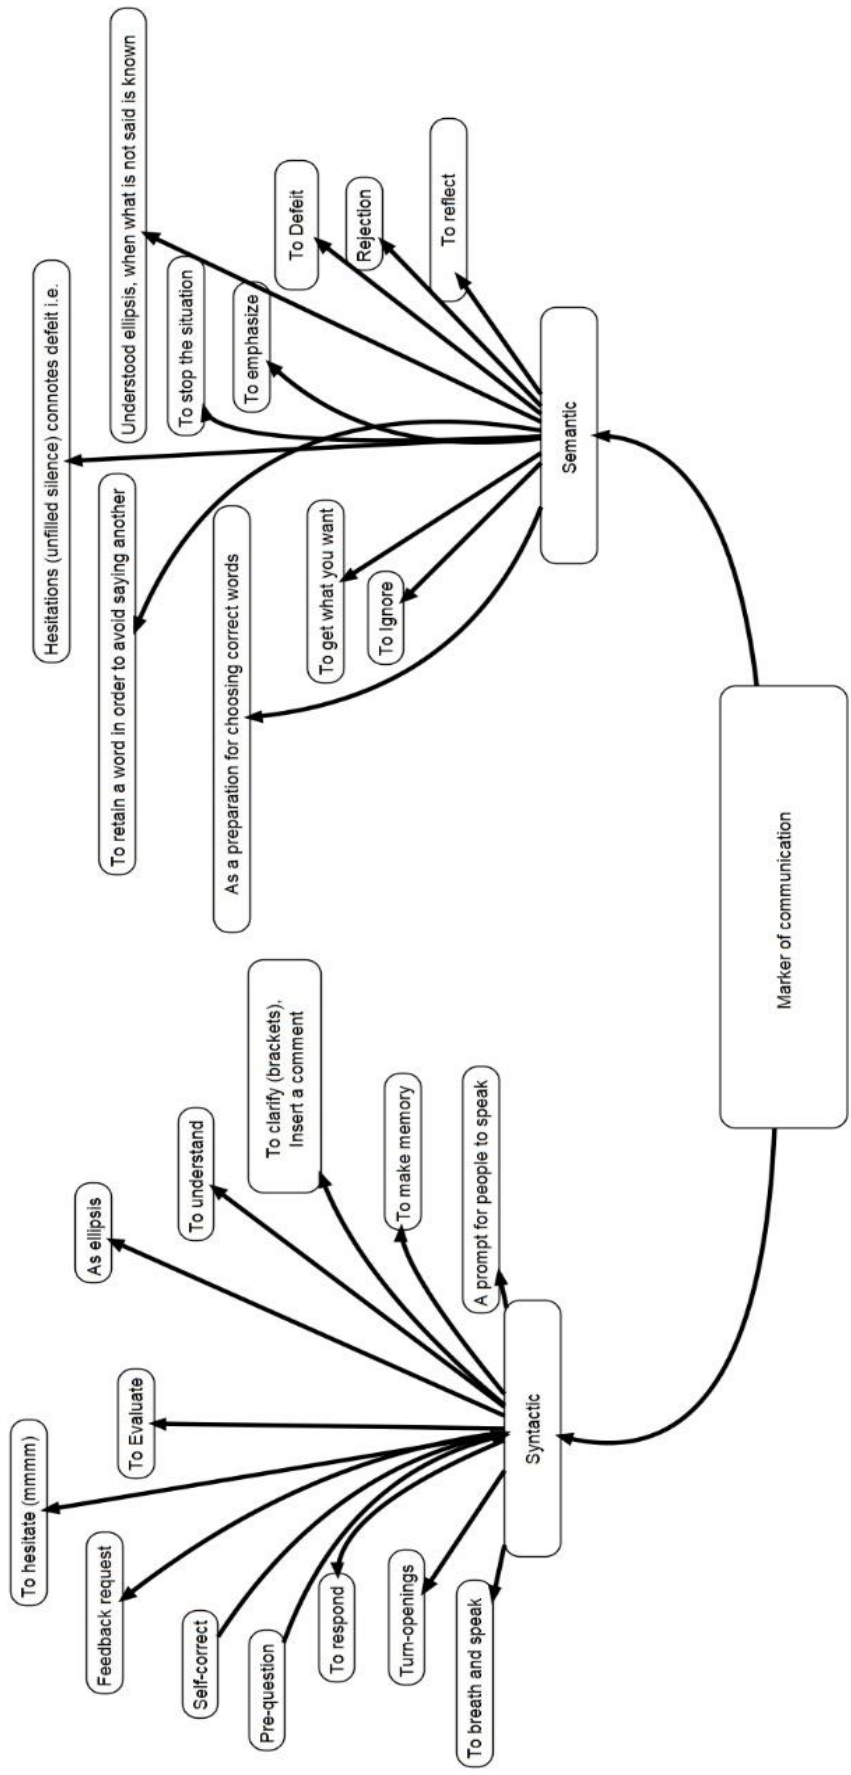 To hesitate (mmmm)
Feedback request
Self-correct
Pre-question
To respond
Turn-openings
To breath and speak
To Evaluate
As ellipsis
To understand
To clarify (brackets),
Insert a comment
To make memory
A prompt for people to speak
Syntactic
Marker of communication
Hesitations (unfilled silence) connotes defeit i.e.
To retain a word in order to avoid saying another
As a preparation for choosing correct words
To get what you want
To Ignore
Understood ellipsis, when what is not said is known
To stop the situation
To emphasize
To Defeit
Rejection
To reflect
Semantic